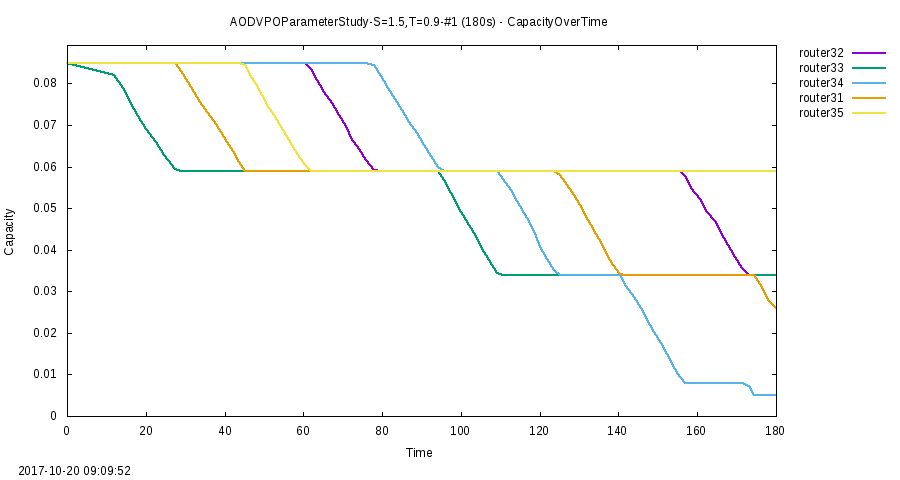 AODVPOParameterStudy-S=1.5,T=0.9-#1 (180s) - CapacityOverTime
router32
router33
router34
router31
router35
0.08
0.07
0.06
0.05
0.04
0.03
0.02
0.01
0
Capacity
0 20 40 60 80 100 120 140 160 180
Time
2017-10-20 09:09:52